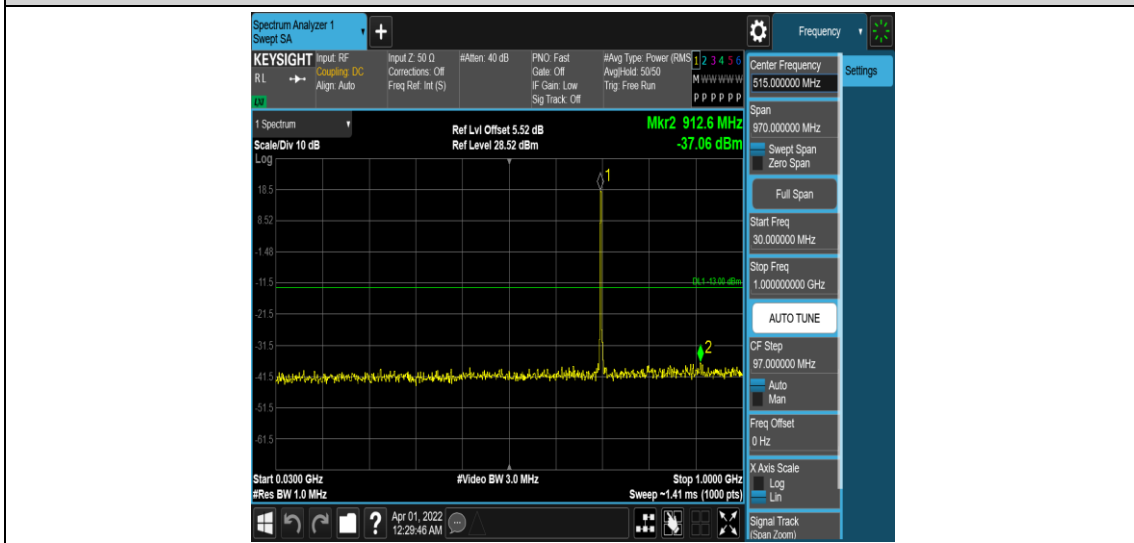 Spectrum Analyzer 1
Swept SA
+
Frequency
KEYSIGHT
RL
LXI
Input: RF
Coupling: DC
Align: Auto
Input Z: 50 Ω
Corrections: Off
Freq Ref: Int (S)
#Atten: 40 dB
PNO: Fast
Gate: Off
IF Gain: Low
Sig Track: Off
#Avg Type: Power (RMS
Avg|Hold: 50/50
Trig: Free Run
1 2 3 4 5 6
M W W W W W
P P P P P P
1 Spectrum
Scale/Div 10 dB
Ref Lvl Offset 5.52 dB
Ref Level 28.52 dBm
Mkr2 912.6 MHz
-37.06 dBm
Log
1
18.5
8.52
-1.48
-11.5
DL1 -13.00 dBm
-21.5
-31.5
2
-41.5
-51.5
-61.5
Start 0.0300 GHz
#Video BW 3.0 MHz
Stop 1.0000 GHz
#Res BW 1.0 MHz
Sweep ~1.41 ms (1000 pts)
?
Apr 01, 2022
12:29:46 AM
Center Frequency
515.000000 MHz
Settings
Span
970.000000 MHz
Swept Span
Zero Span
Full Span
Start Freq
30.000000 MHz
Stop Freq
1.000000000 GHz
AUTO TUNE
CF Step
97.000000 MHz
Auto
Man
Freq Offset
0 Hz
X Axis Scale
Log
Lin
Signal Track
(Span Zoom)